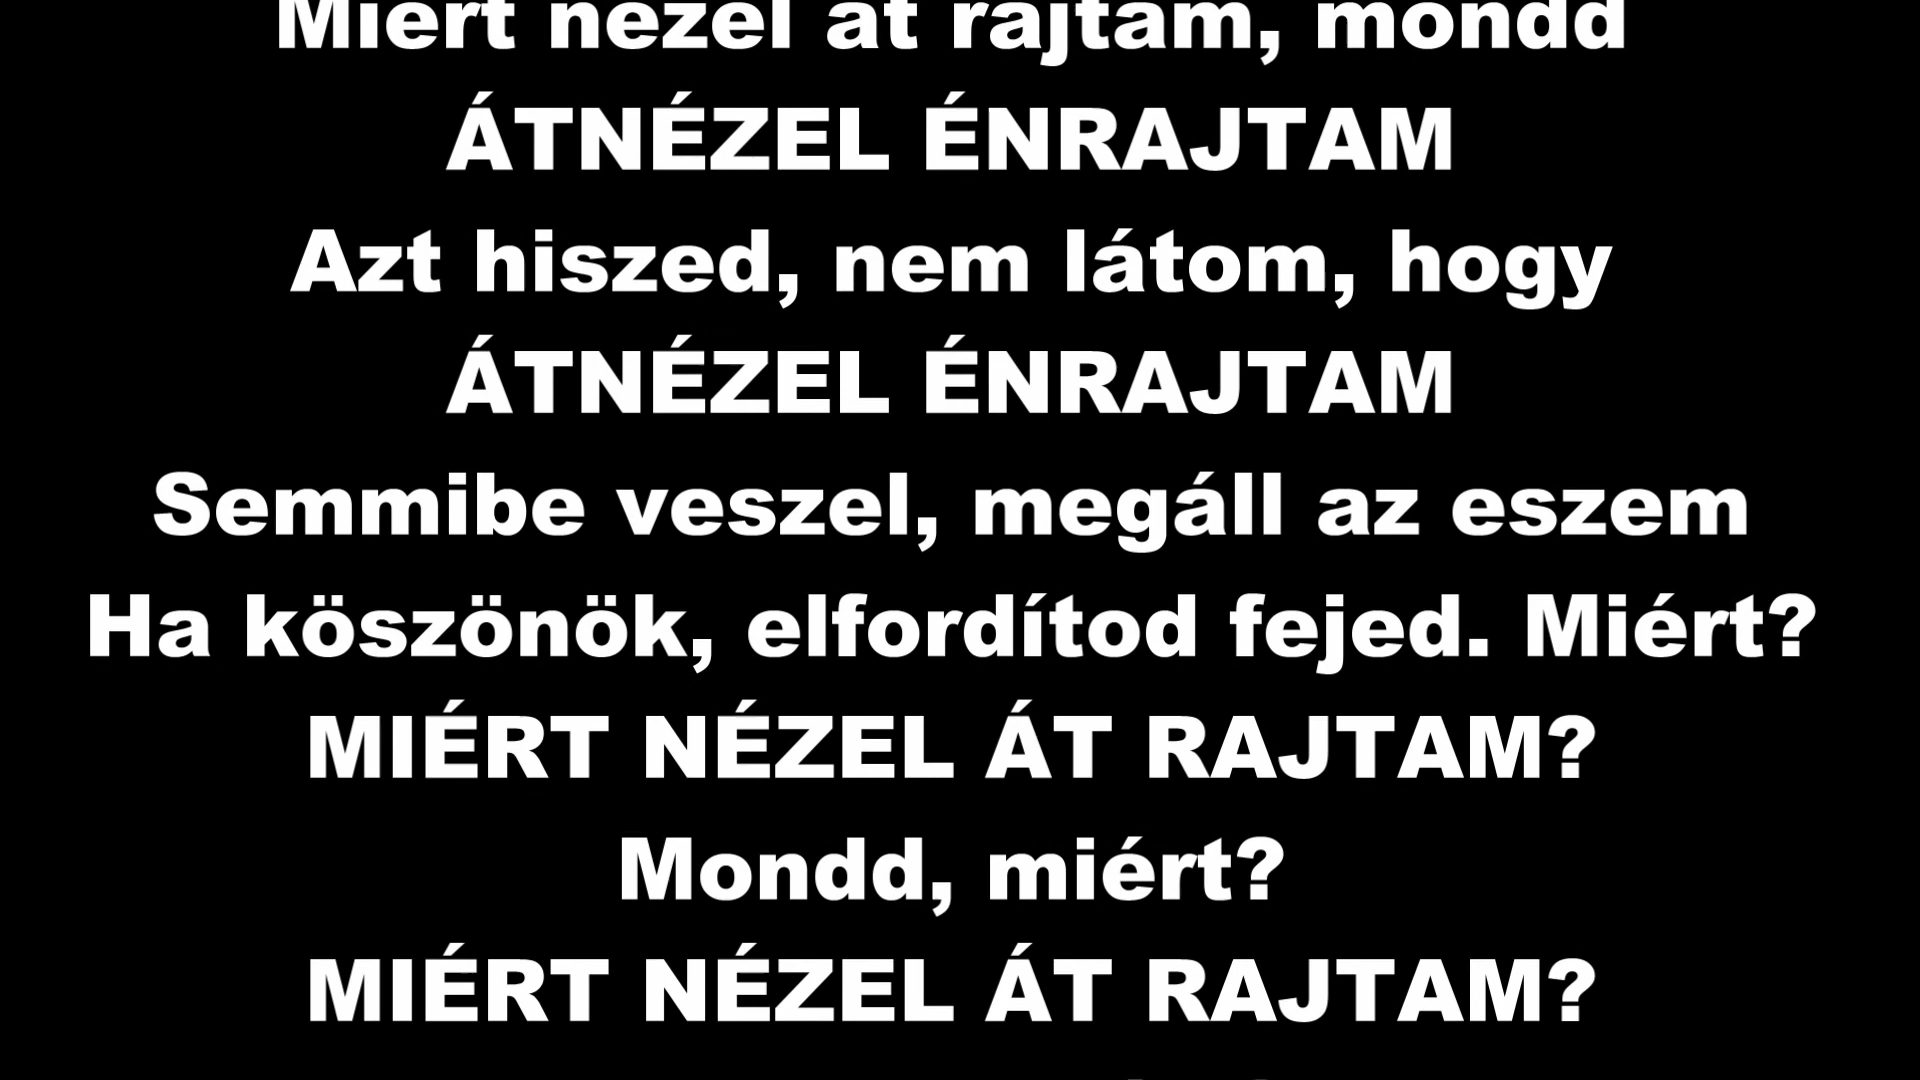 Miért nézel át rajtam, mondd
ÁTNÉZEL ÉNRAJTAM
Azt hiszed, nem látom, hogy
ÁTNÉZEL ÉNRAJTAM
Semmibe veszel, megáll az eszem
Ha köszönök, elfordítod fejed. Miért?
MIÉRT NÉZEL ÁT RAJTAM?
Mondd, miért?
MIÉRT NÉZEL ÁT RAJTAM?